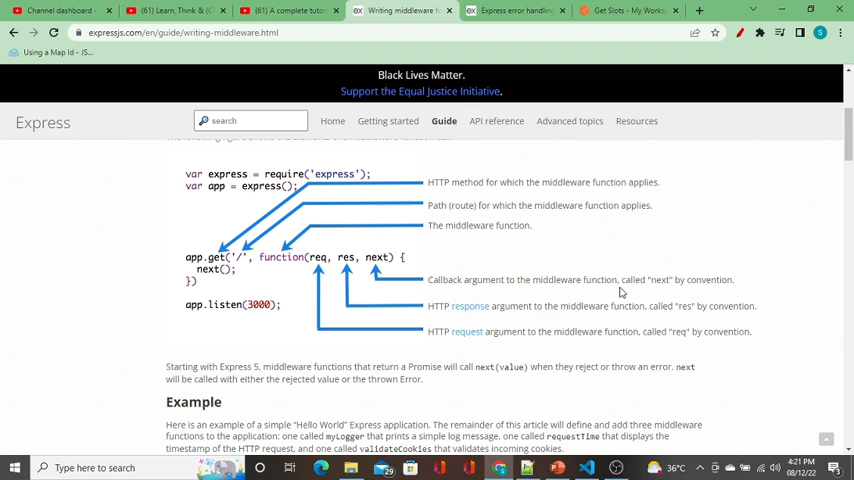 Channel dashboard -
(61) Learn, Think & (
(61) A complete tutor
Writing middleware fo
Express error handlin
Get Slots - My Works
expressjs.com/en/guide/writing-middleware.html
Using a Map Id - JS...
Black Lives Matter.
Support the Equal Justice Initiative.
Express
search
Home
Getting started
Guide
API reference
Advanced topics
Resources
var express = require('express');
var app = express();
HTTP method for which the middleware function applies.
Path (route) for which the middleware function applies.
The middleware function.
app.get('/', function(req, res, next) {
next();
})
Callback argument to the middleware function, called "next" by convention.
app.listen(3000);
HTTP response argument to the middleware function, called "res" by convention.
HTTP request argument to the middleware function, called "req" by convention.
Starting with Express 5, middleware functions that return a Promise will call next(value) when they reject or throw an error. next
will be called with either the rejected value or the thrown Error.
Example
Here is an example of a simple "Hello World" Express application. The remainder of this article will define and add three middleware
functions to the application: one called myLogger that prints a simple log message, one called requestTime that displays the
timestamp of the HTTP request, and one called validateCookies that validates incoming cookies.
Type here to search
29
36°C
4:21 PM
08/12/22
3